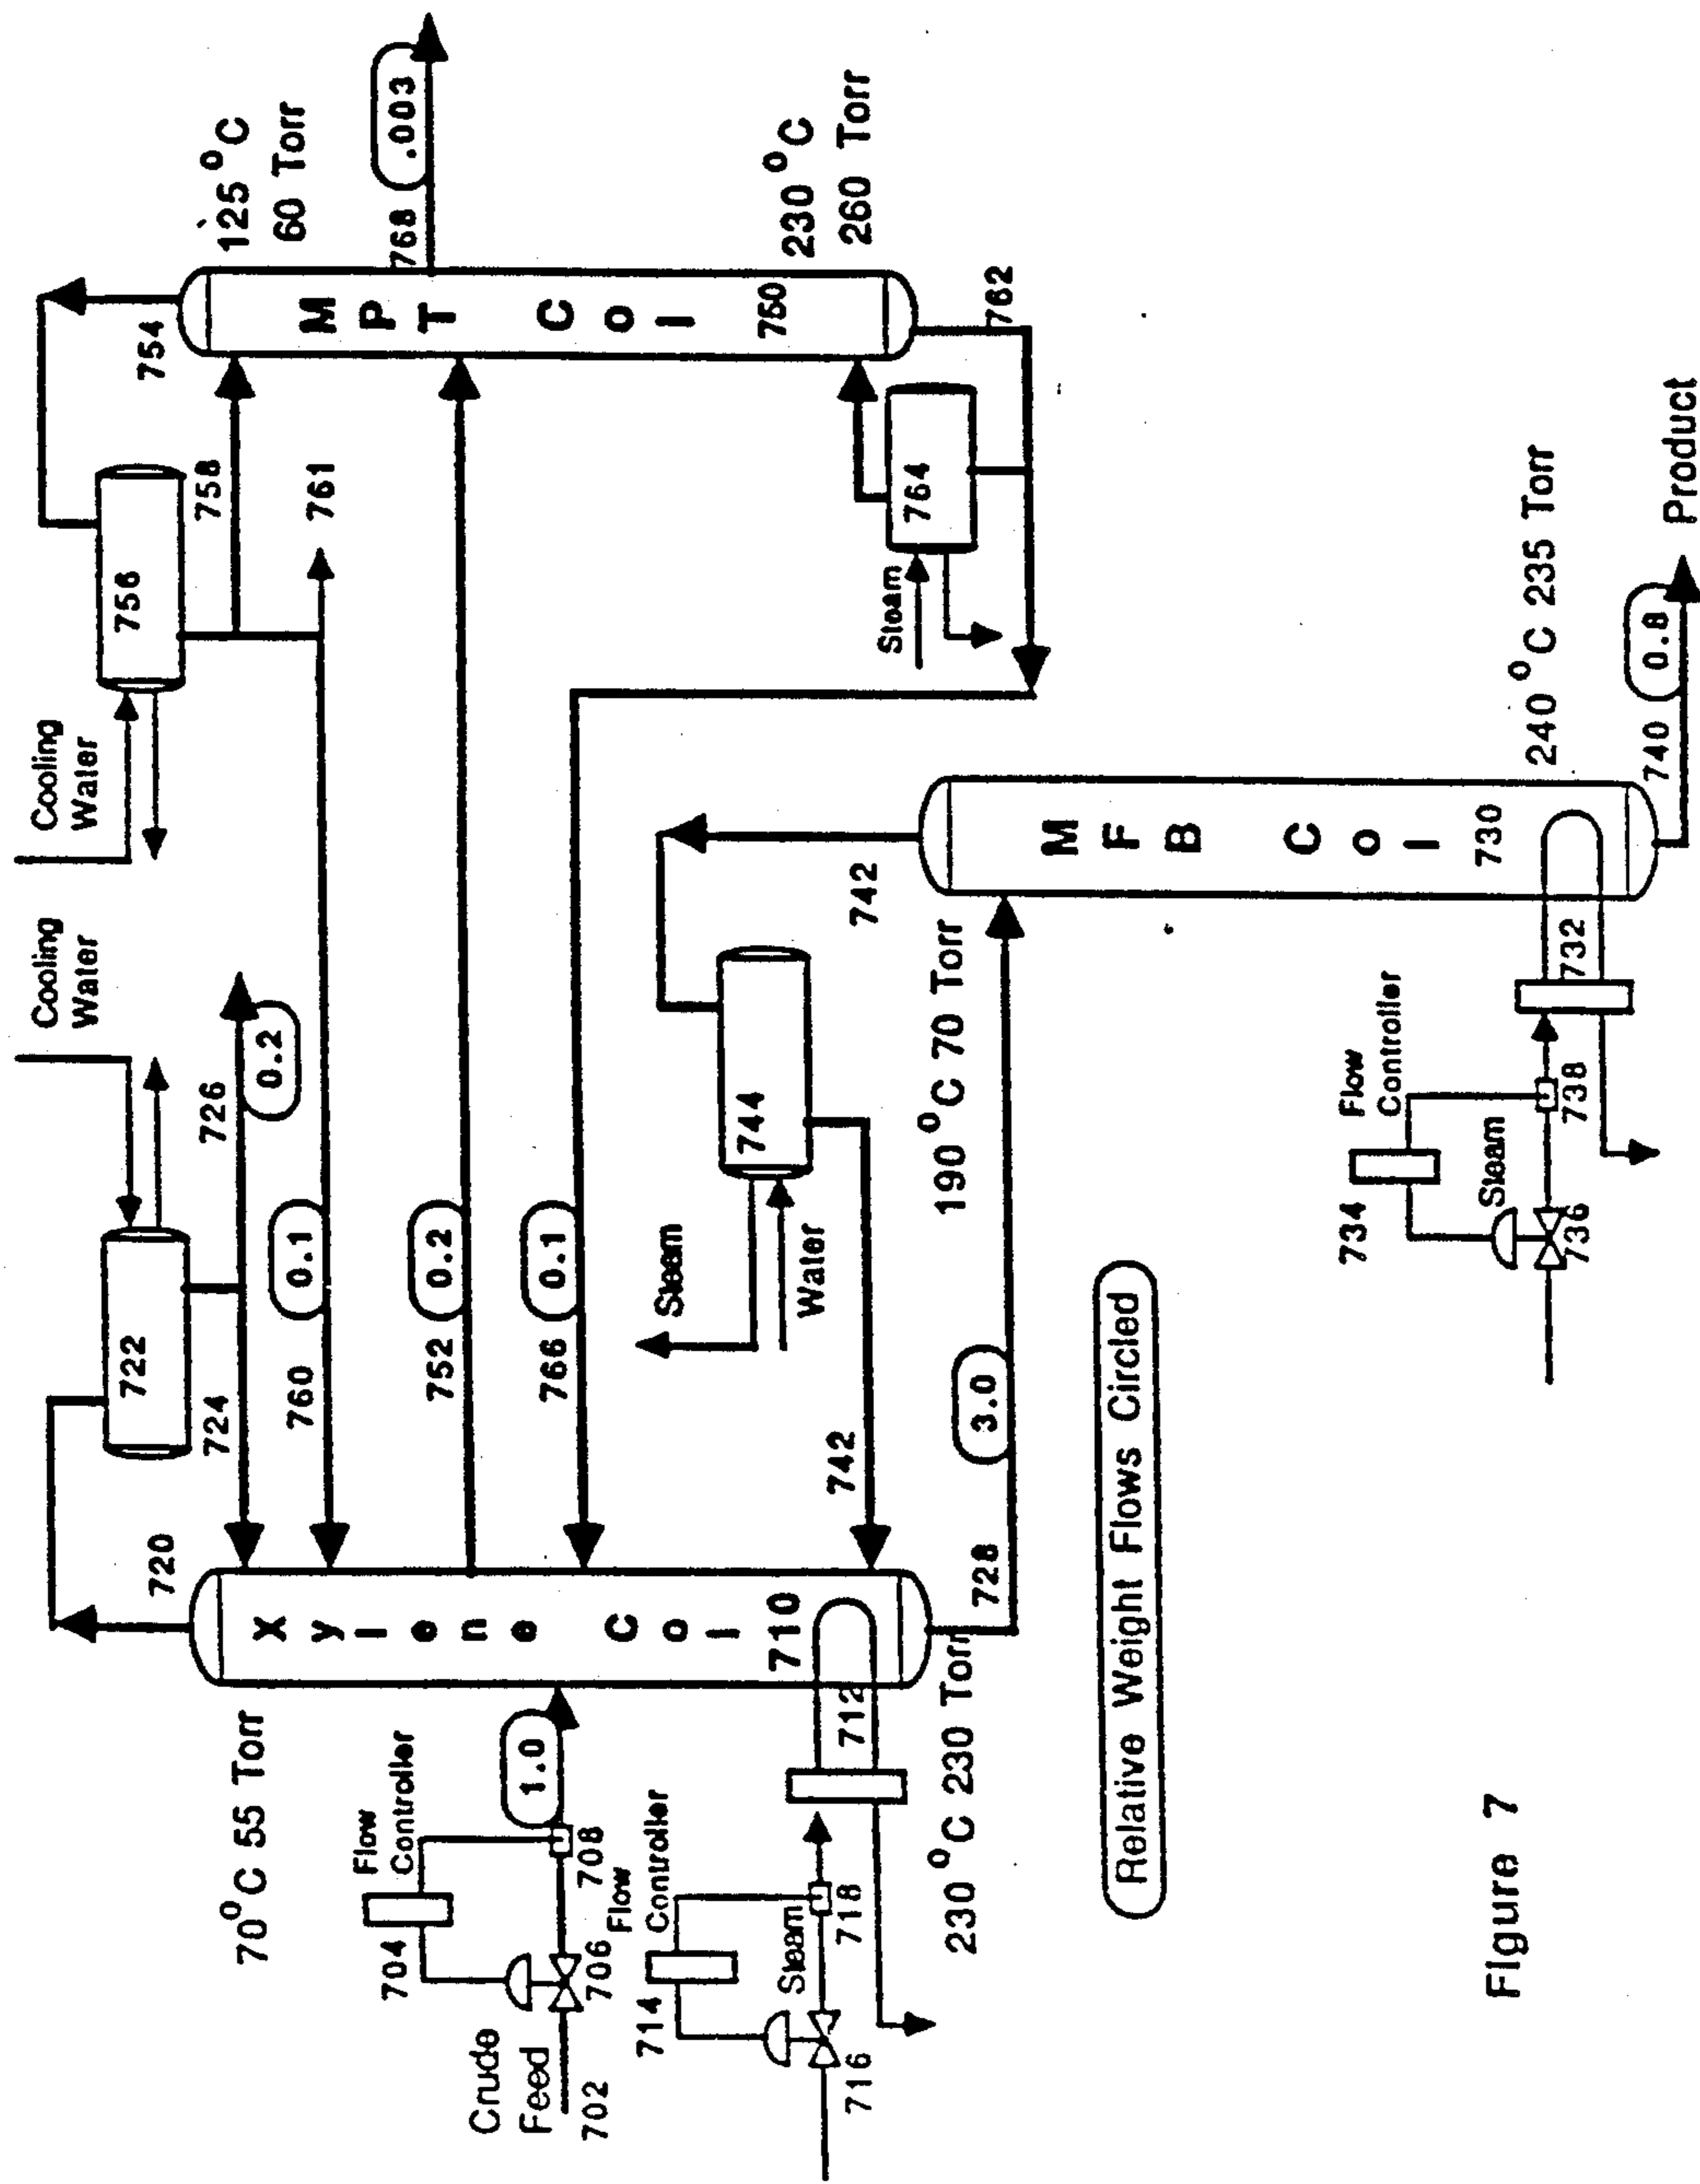 Cooling
Water
Cooling
Water
720
722
724
726
0.2
754
756
758
761
125°C
60 Torr
768
.003
70°C 55 Torr
760
0.1
752
0.2
766
0.1
MPT Col
750
230°C
260 Torr
762
764
Steam
Xylene Col
710
Crude
Feed
702
704
Flow
Controller
706
708
1.0
714
Flow
Controller
Steam
716
718
712
230°C 230 Torr
728
3.0
Steam
Water
744
742
742
190°C 70 Torr
MFB Col
730
732
734
Flow
Controller
Steam
736
738
240°C 235 Torr
740
0.8
Product
Relative Weight Flows Circled
Figure 7